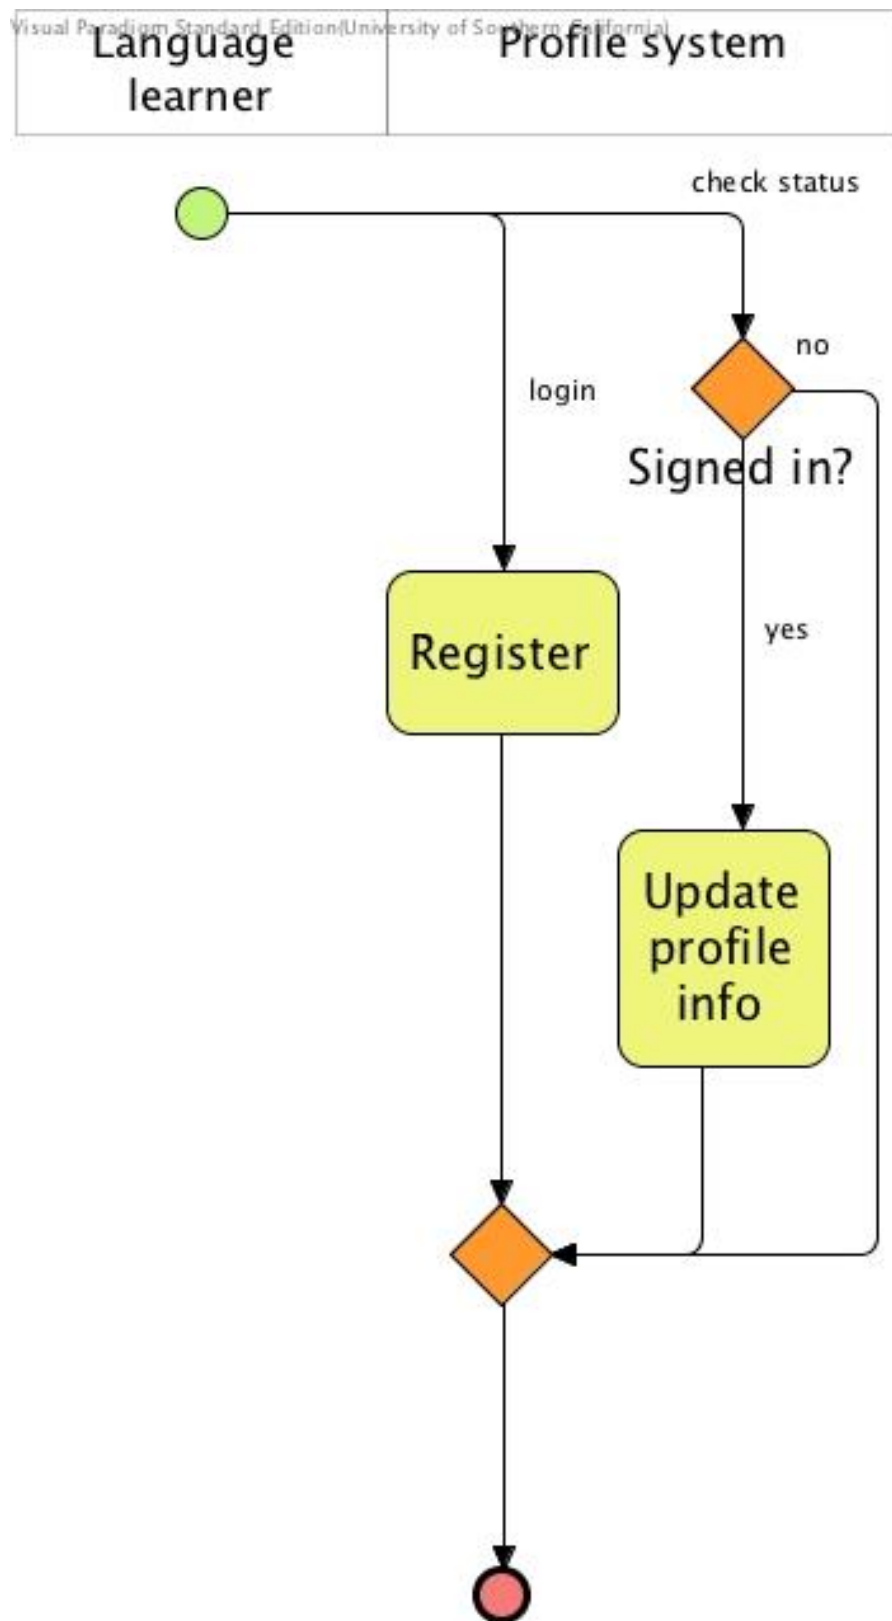 Visual Paradigm Standard Edition(University of Southern California)
Language
learner
Profile system
check status
no
login
Signed in?
yes
Register
Update
profile
info